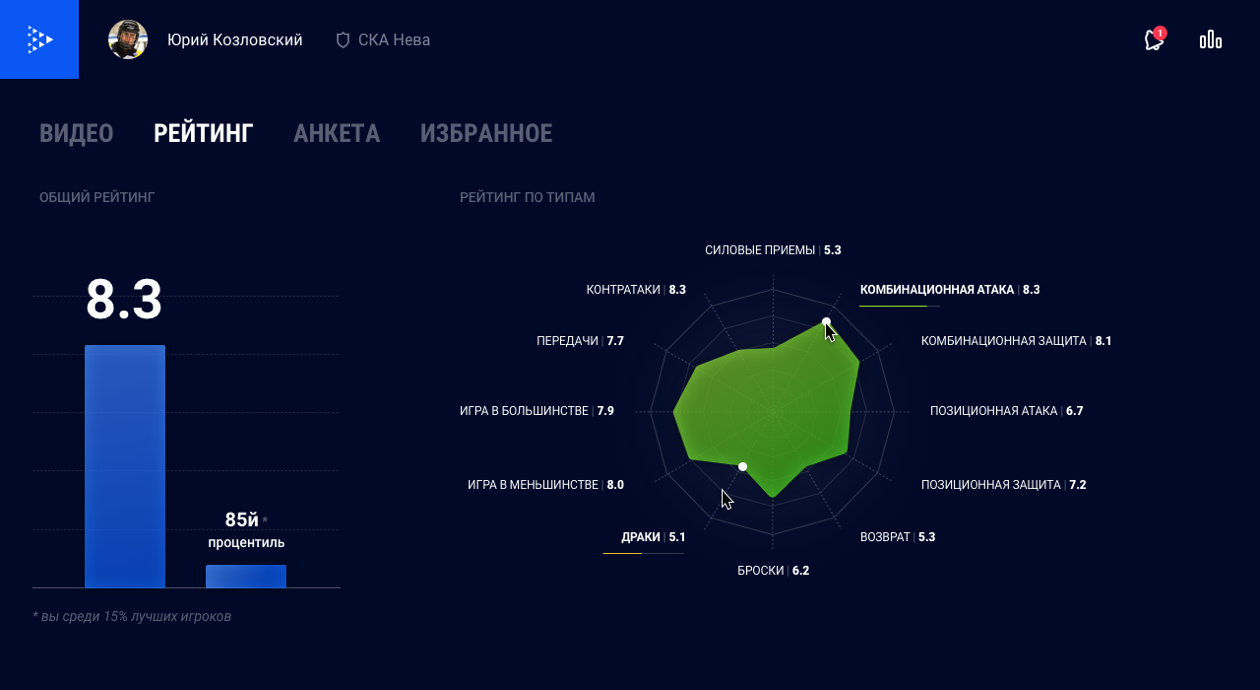 Юрий Козловский
СКА Нева
1
ВИДЕО
РЕЙТИНГ
АНКЕТА
ИЗБРАННОЕ
ОБЩИЙ РЕЙТИНГ
8.3
85й *
процентиль
* вы среди 15% лучших игроков
РЕЙТИНГ ПО ТИПАМ
СИЛОВЫЕ ПРИЕМЫ | 5.3
КОНТРАТАКИ | 8.3
КОМБИНАЦИОННАЯ АТАКА | 8.3
ПЕРЕДАЧИ | 7.7
КОМБИНАЦИОННАЯ ЗАЩИТА | 8.1
ИГРА В БОЛЬШИНСТВЕ | 7.9
ПОЗИЦИОННАЯ АТАКА | 6.7
ИГРА В МЕНЬШИНСТВЕ | 8.0
ПОЗИЦИОННАЯ ЗАЩИТА | 7.2
ДРАКИ | 5.1
ВОЗВРАТ | 5.3
БРОСКИ | 6.2